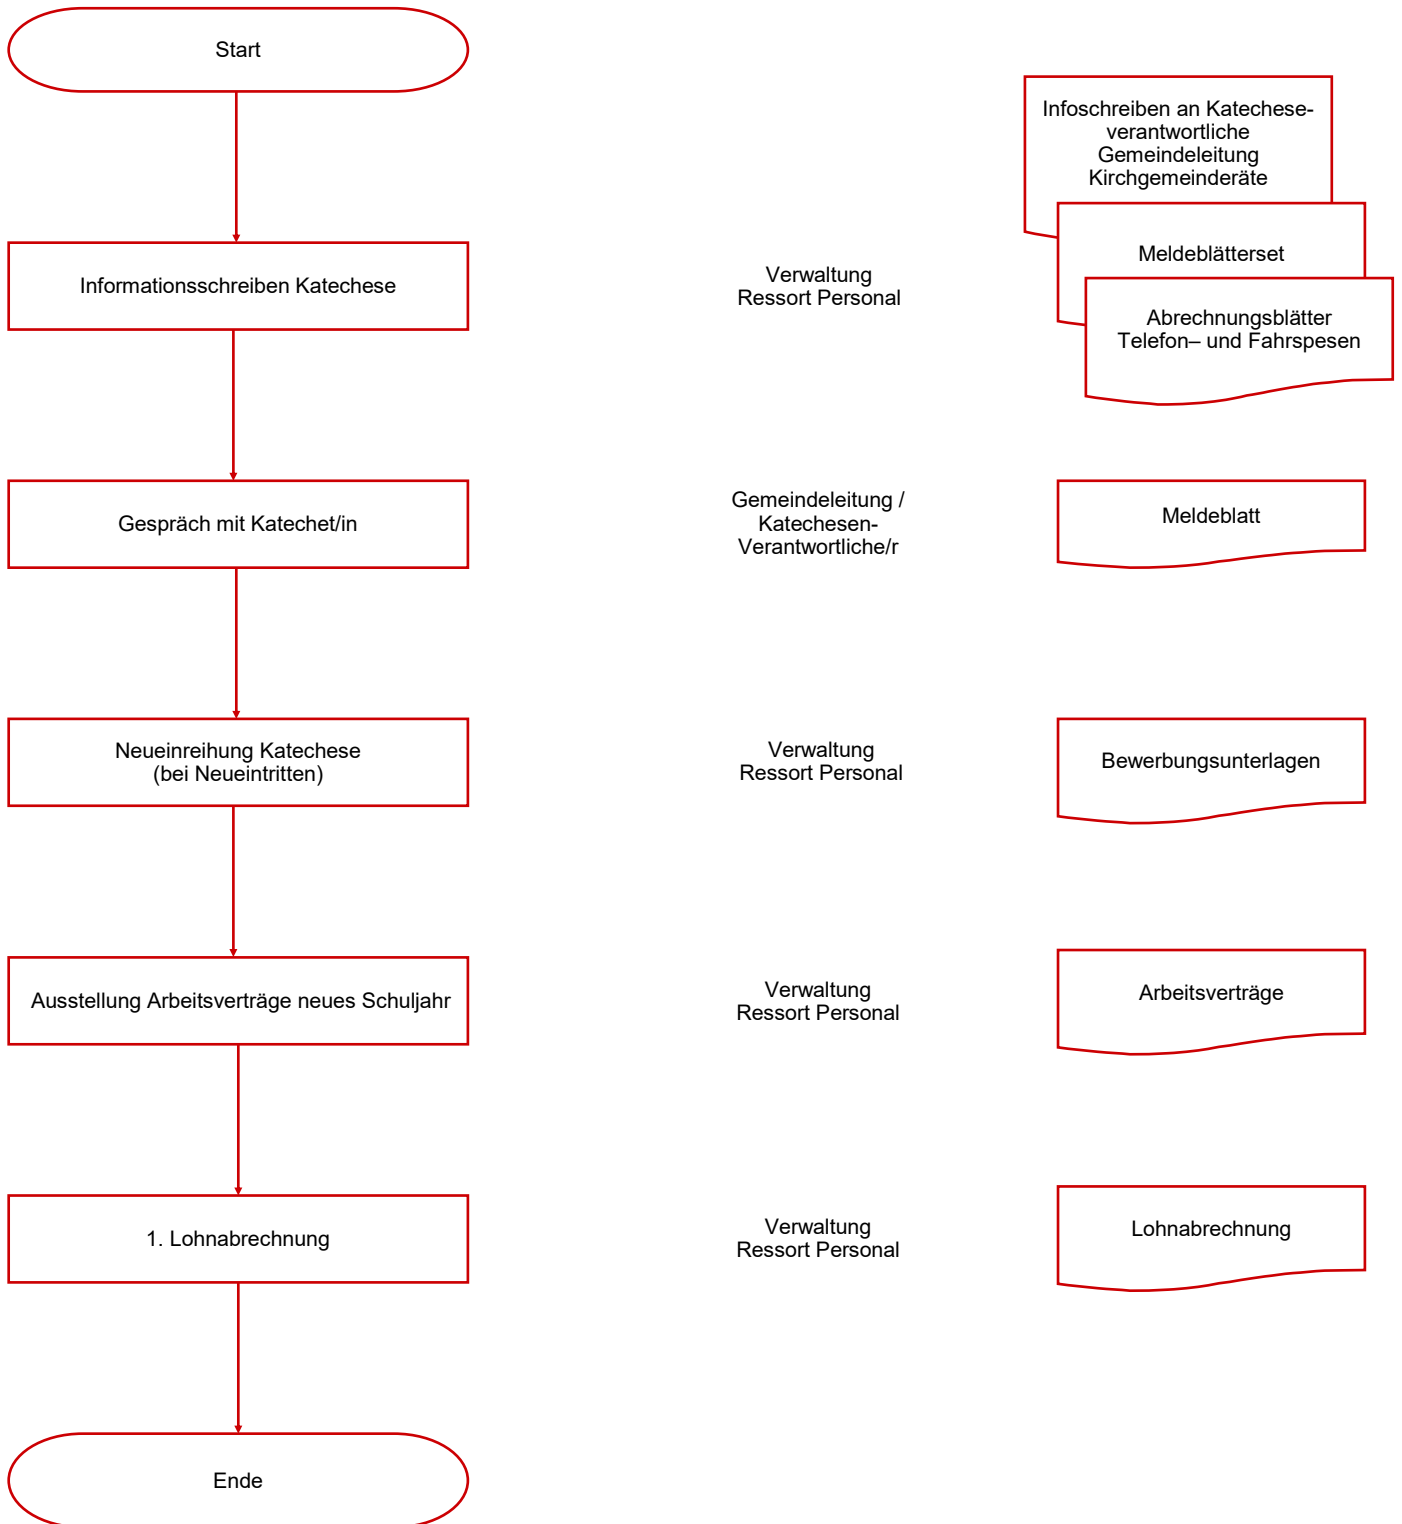 Start
Infoschreiben an Katechese-
verantwortliche
Gemeindeleitung
Kirchgemeinderäte
Informationsschreiben Katechese
Verwaltung
Ressort Personal
Meldeblätterset
Abrechnungsblätter
Telefon– und Fahrspesen
Gespräch mit Katechet/in
Gemeindeleitung /
Katechesen-
Verantwortliche/r
Meldeblatt
Neueinreihung Katechese
(bei Neueintritten)
Verwaltung
Ressort Personal
Bewerbungsunterlagen
Ausstellung Arbeitsverträge neues Schuljahr
Verwaltung
Ressort Personal
Arbeitsverträge
1. Lohnabrechnung
Verwaltung
Ressort Personal
Lohnabrechnung
Ende